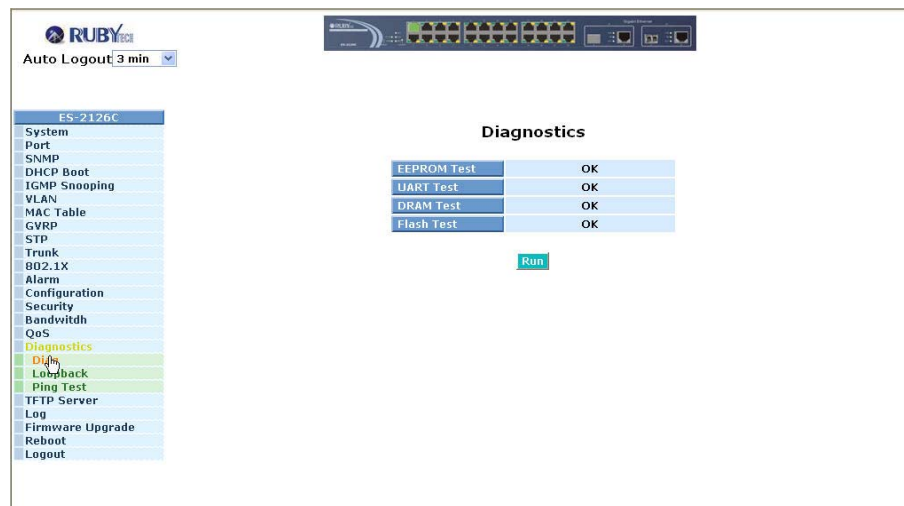 RUBYTECH
Auto Logout 3 min
ES-2126C
System
Port
SNMP
DHCP Boot
IGMP Snooping
VLAN
MAC Table
GVRP
STP
Trunk
802.1X
Alarm
Configuration
Security
Bandwitdh
QoS
Diagnostics
Loopback
Ping Test
TFTP Server
Log
Firmware Upgrade
Reboot
Logout
Diagnostics
EEPROM Test OK
UART Test OK
DRAM Test OK
Flash Test OK
Run